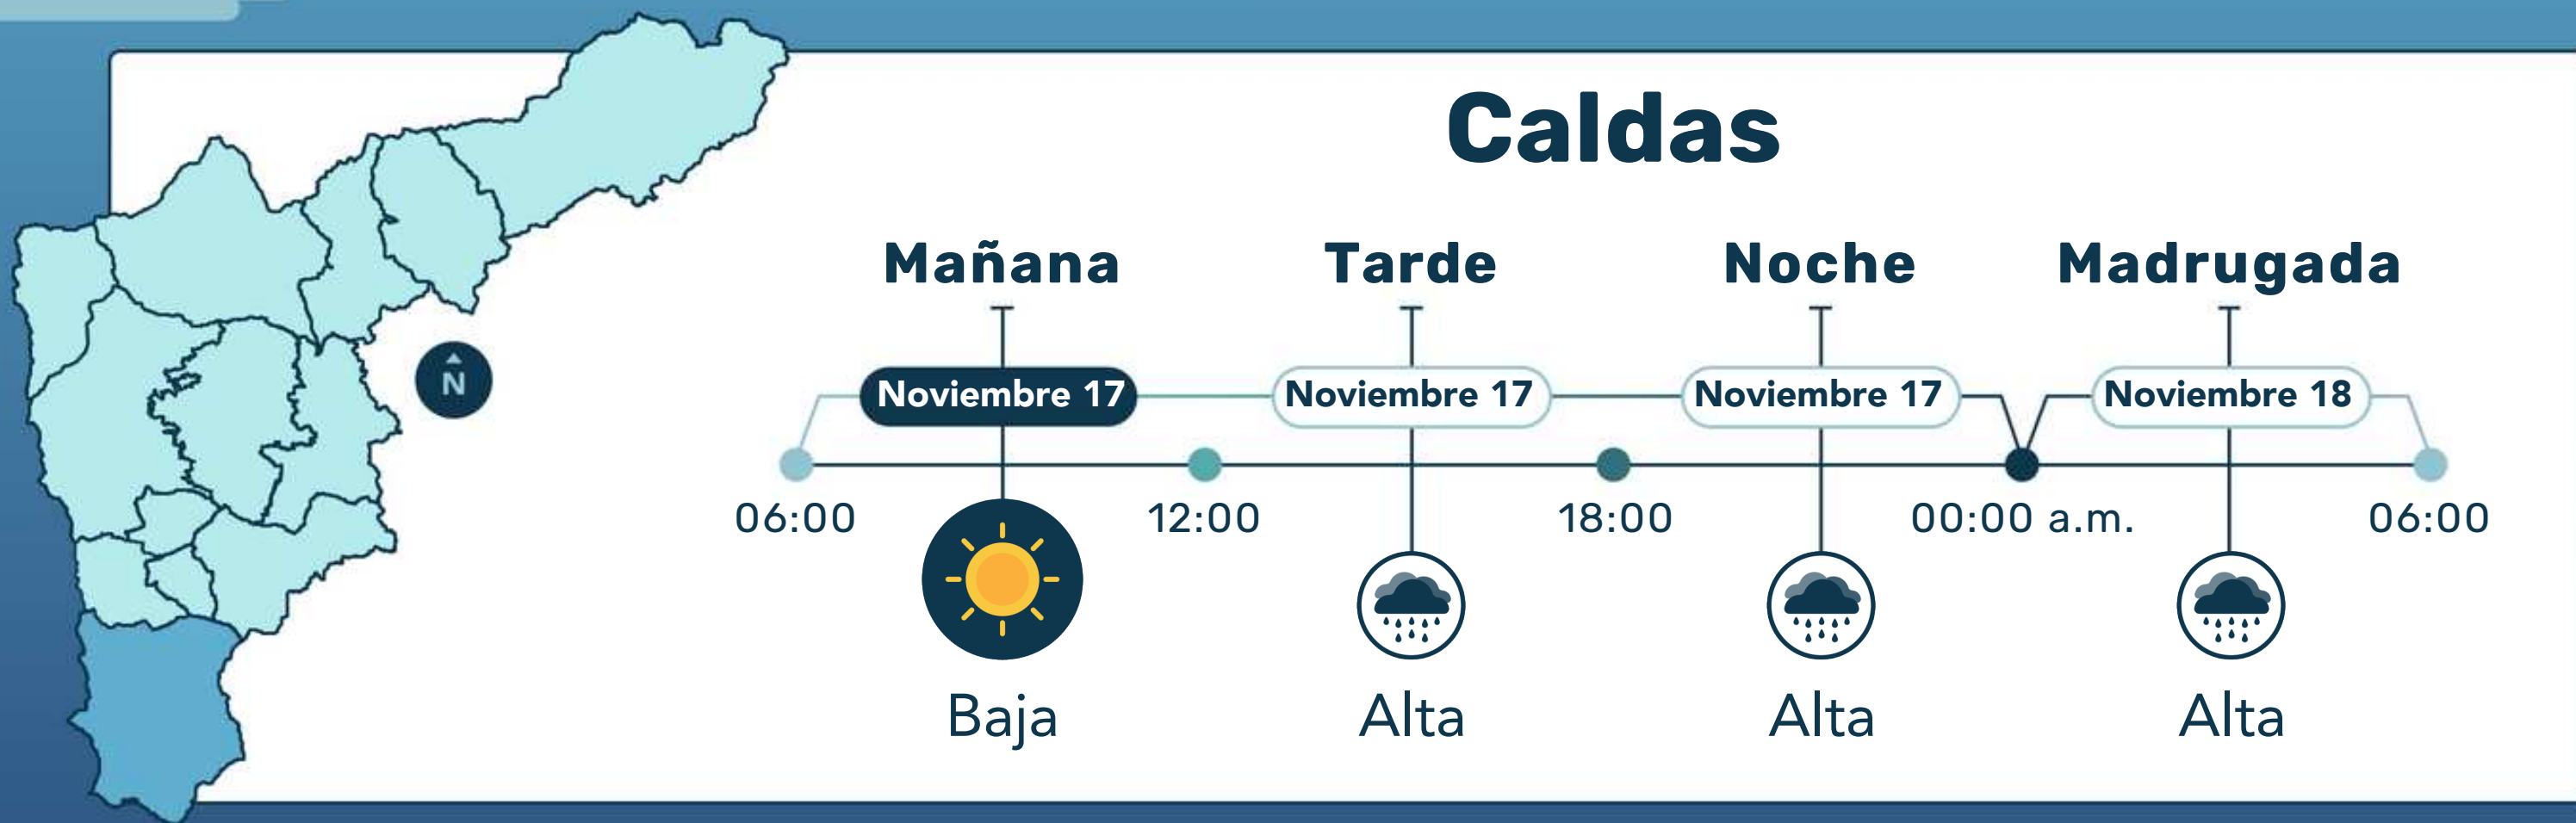 Caldas
Mañana Tarde Noche Madrugada
N
Noviembre 17 Noviembre 17 Noviembre 17 Noviembre 18
06:00 12:00 18:00 00:00 a.m. 06:00
Baja Alta Alta Alta